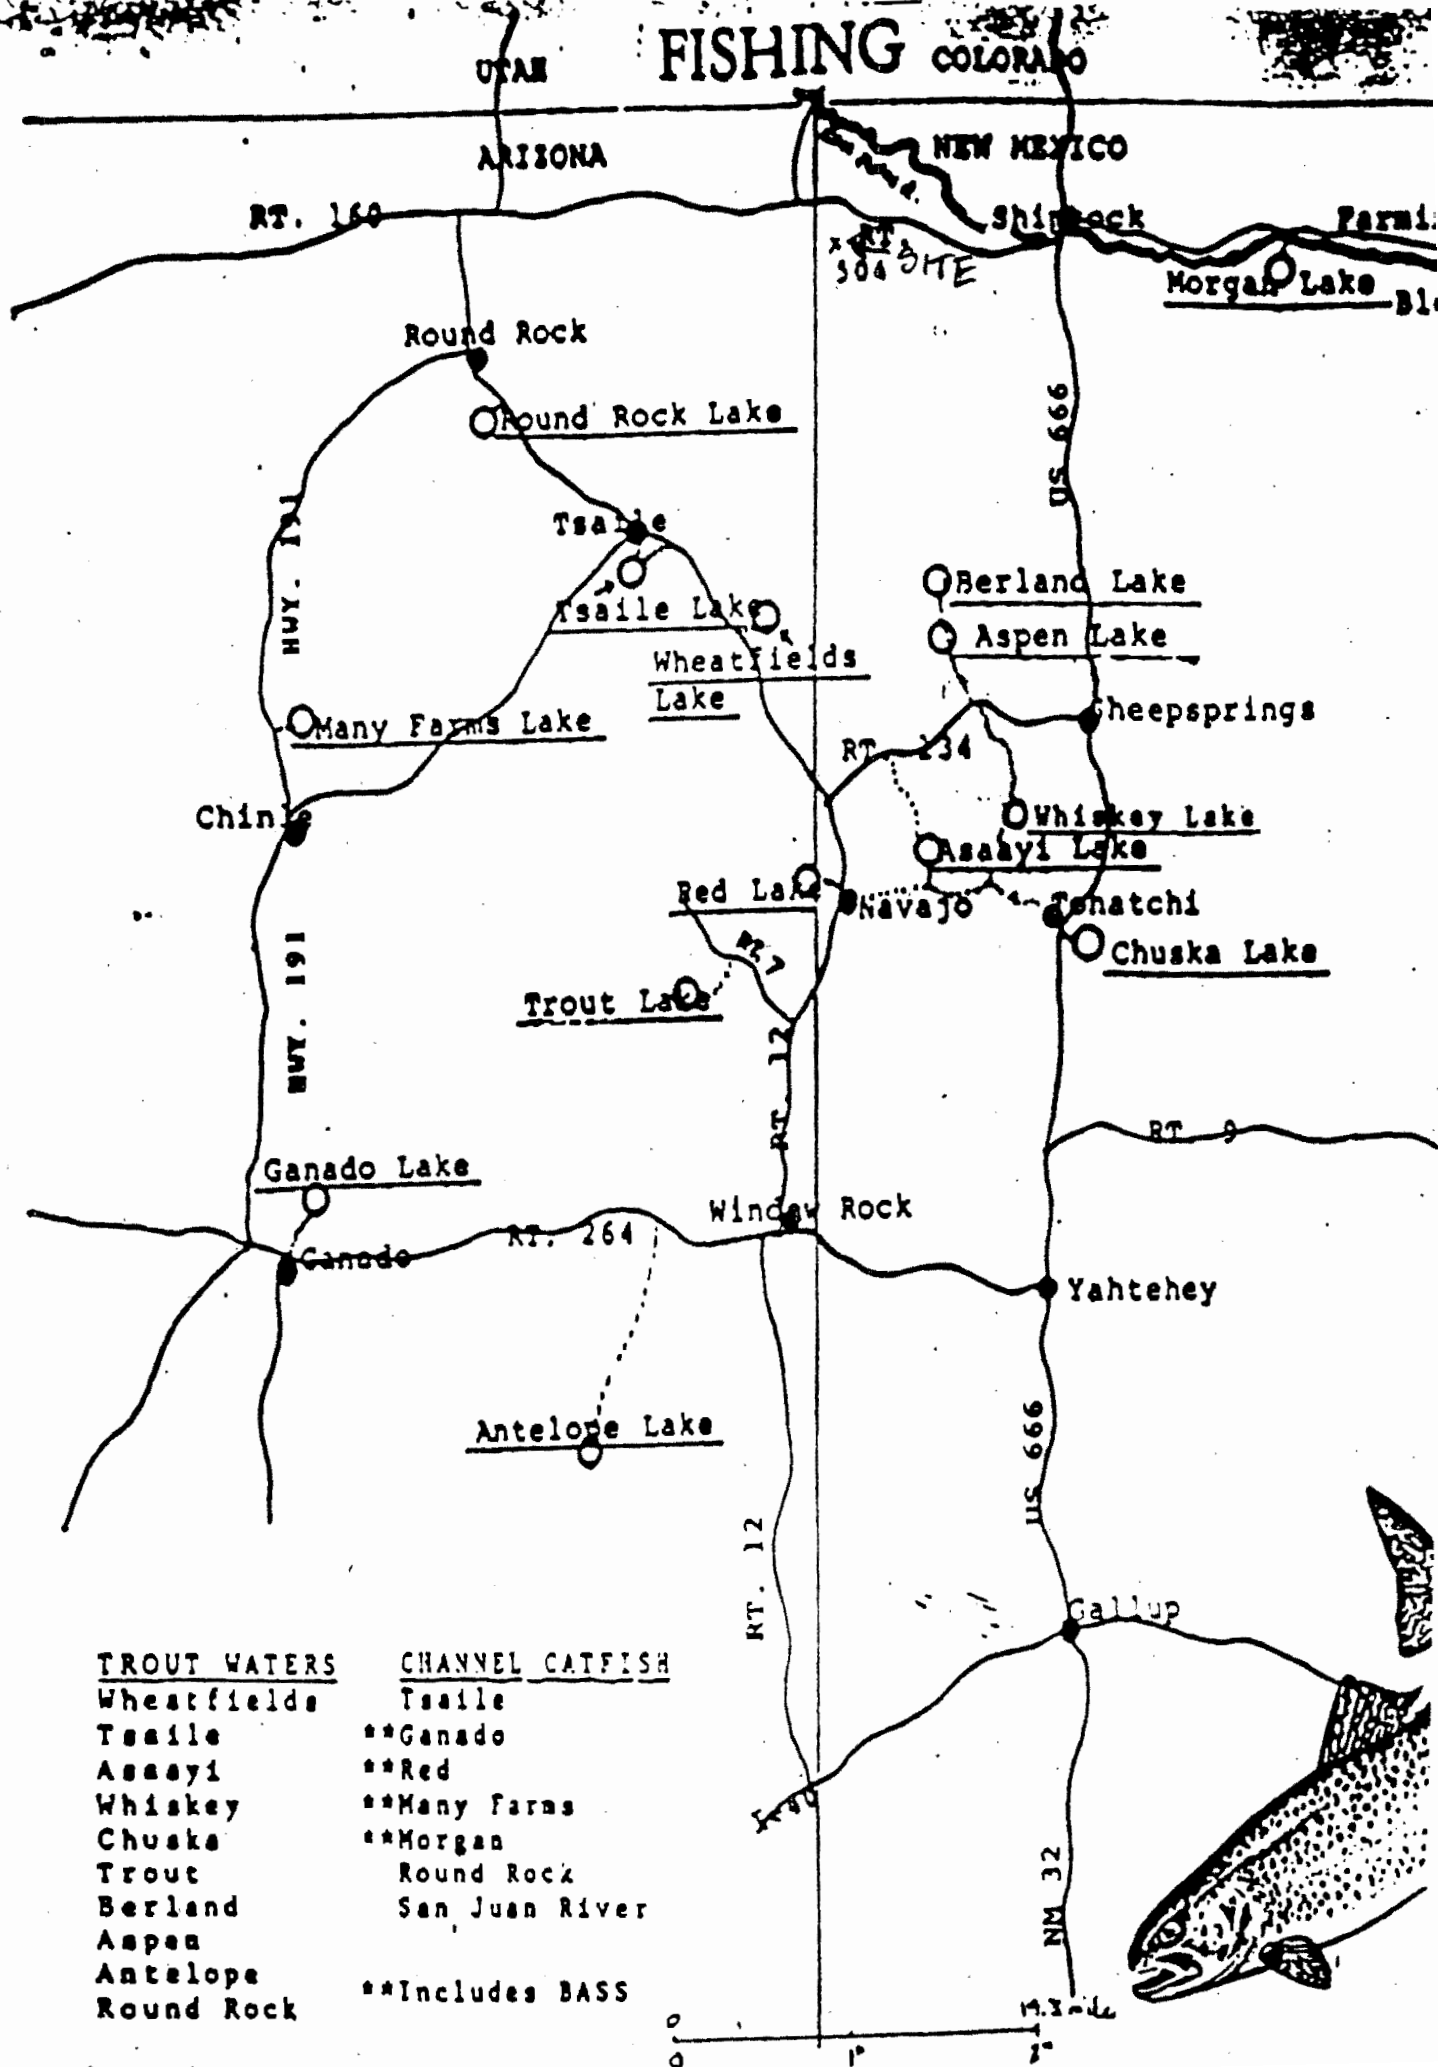 FISHING
UTAH
COLORADO
ARIZONA
NEW MEXICO
RT. 160
Shiprock
RT
504
SITE
x
Morgan Lake
Round Rock
Round Rock Lake
US 666
HWY. 191
Tsaile
Tsaile Lake
Berland Lake
Aspen Lake
Wheatfields
Lake
Many Farms Lake
Sheepsprings
RT. 134
Chinle
Whiskey Lake
Asaayi Lake
Red Lake
Navajo
Tohatchi
Chuska Lake
Trout Lake
HWY. 191
RT 12
RT 9
Ganado Lake
Window Rock
RT. 264
Ganado
Yahtehey
Antelope Lake
US 666
RT. 12
Gallup
I-40
NM 32
TROUT WATERS
Wheatfields
Tsaile
Asaayi
Whiskey
Chuska
Trout
Berland
Aspen
Antelope
Round Rock
CHANNEL CATFISH
Tsaile
**Ganado
**Red
**Many Farms
**Morgan
Round Rock
San Juan River
**Includes BASS
0
14.3 mile
0
1"
2"